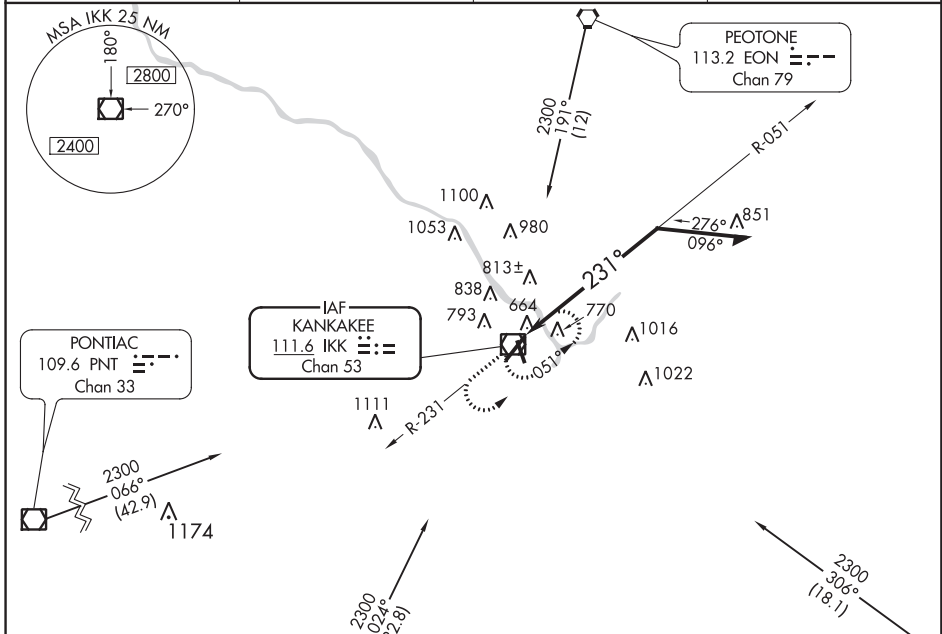 MSA IKK 25 NM
180°
2800
270°
2400
PEOTONE
113.2 EON
Chan 79
2300
191°
(12)
R-051
1100
1053
980
276°
851
096°
813±
231°
838
793
664
770
1016
IAF
KANKAKEE
111.6 IKK
Chan 53
051°
1022
PONTIAC
109.6 PNT
Chan 33
1111
R-231
2300
066°
(42.9)
1174
2300
024°
2.8)
2300
306°
(18.1)